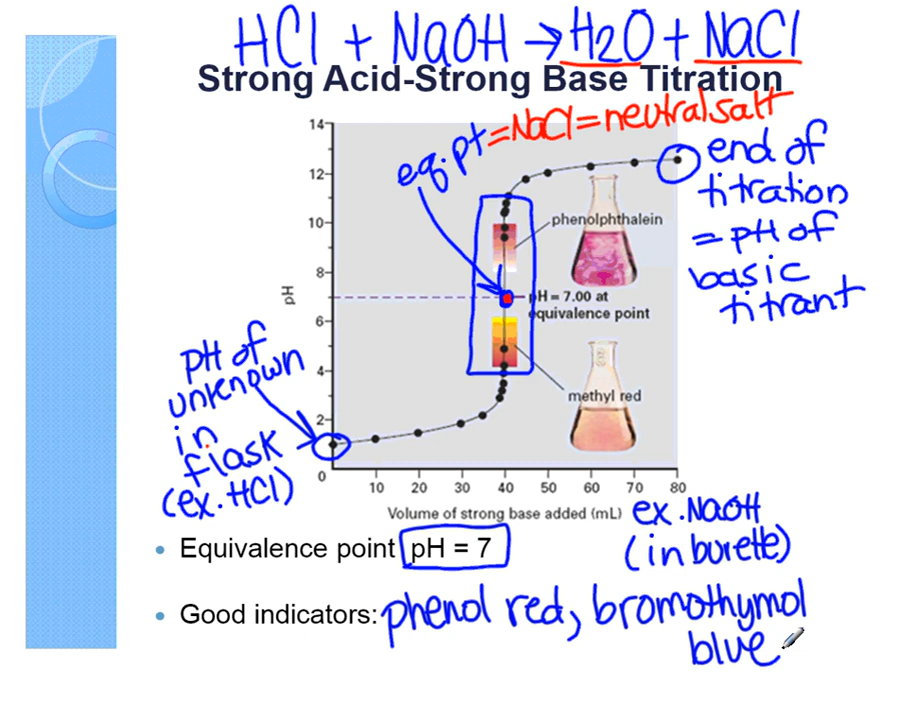 HCl + NaOH → H2O + NaCl
Strong Acid-Strong Base Titration
eq.pt = NaCl = neutral salt
end of
titration
= pH of
basic
titrant
14
12
10
8
6
4
2
0
pH
phenolphthalein
pH = 7.00 at
equivalence point
methyl red
pH of
unknown
in
flask
(ex. HCl)
10 20 30 40 50 60 70 80
Volume of strong base added (mL)
ex. NaOH
(in burette)
• Equivalence point pH = 7
• Good indicators: phenol red, bromothymol
blue